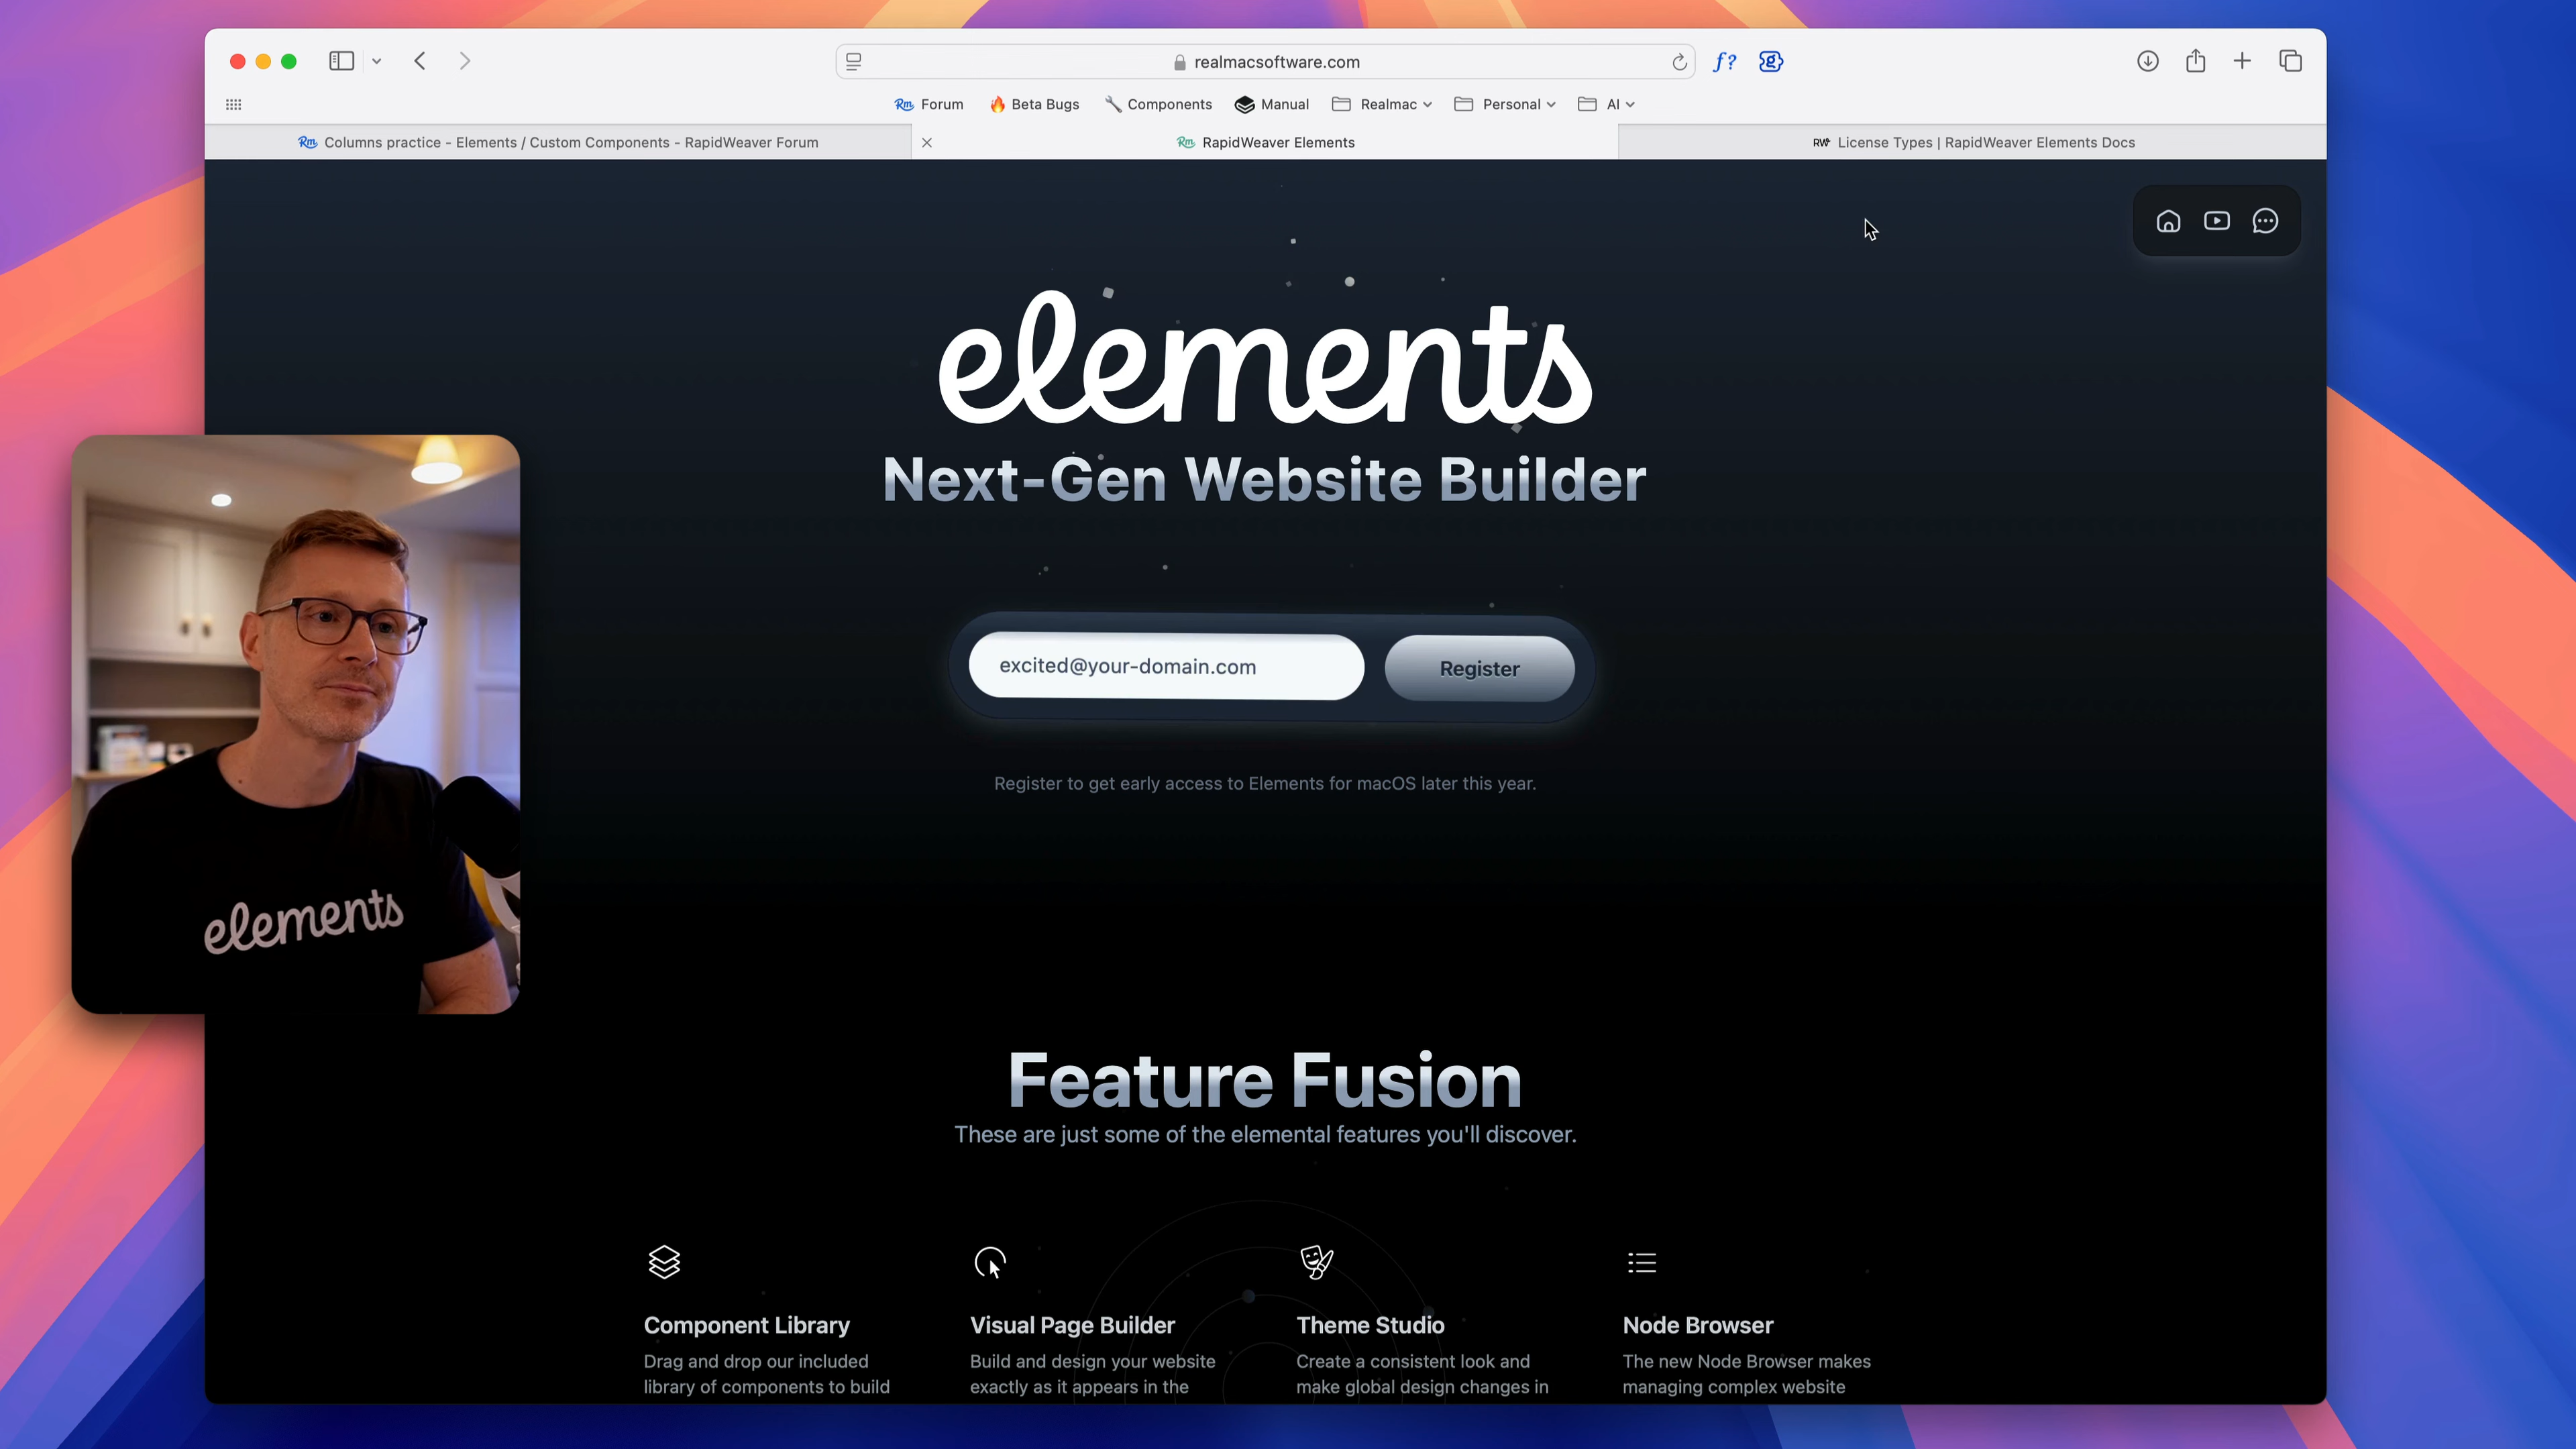 realmacsoftware.com
f?
Rm Forum
Beta Bugs
Components
Manual
Realmac
Personal
AI
Rm Columns practice - Elements / Custom Components - RapidWeaver Forum
Rm RapidWeaver Elements
RW License Types | RapidWeaver Elements Docs
elements
Next-Gen Website Builder
excited@your-domain.com
Register
Register to get early access to Elements for macOS later this year.
elements
Feature Fusion
These are just some of the elemental features you'll discover.
Component Library
Drag and drop our included
library of components to build
Visual Page Builder
Build and design your website
exactly as it appears in the
Theme Studio
Create a consistent look and
make global design changes in
Node Browser
The new Node Browser makes
managing complex website